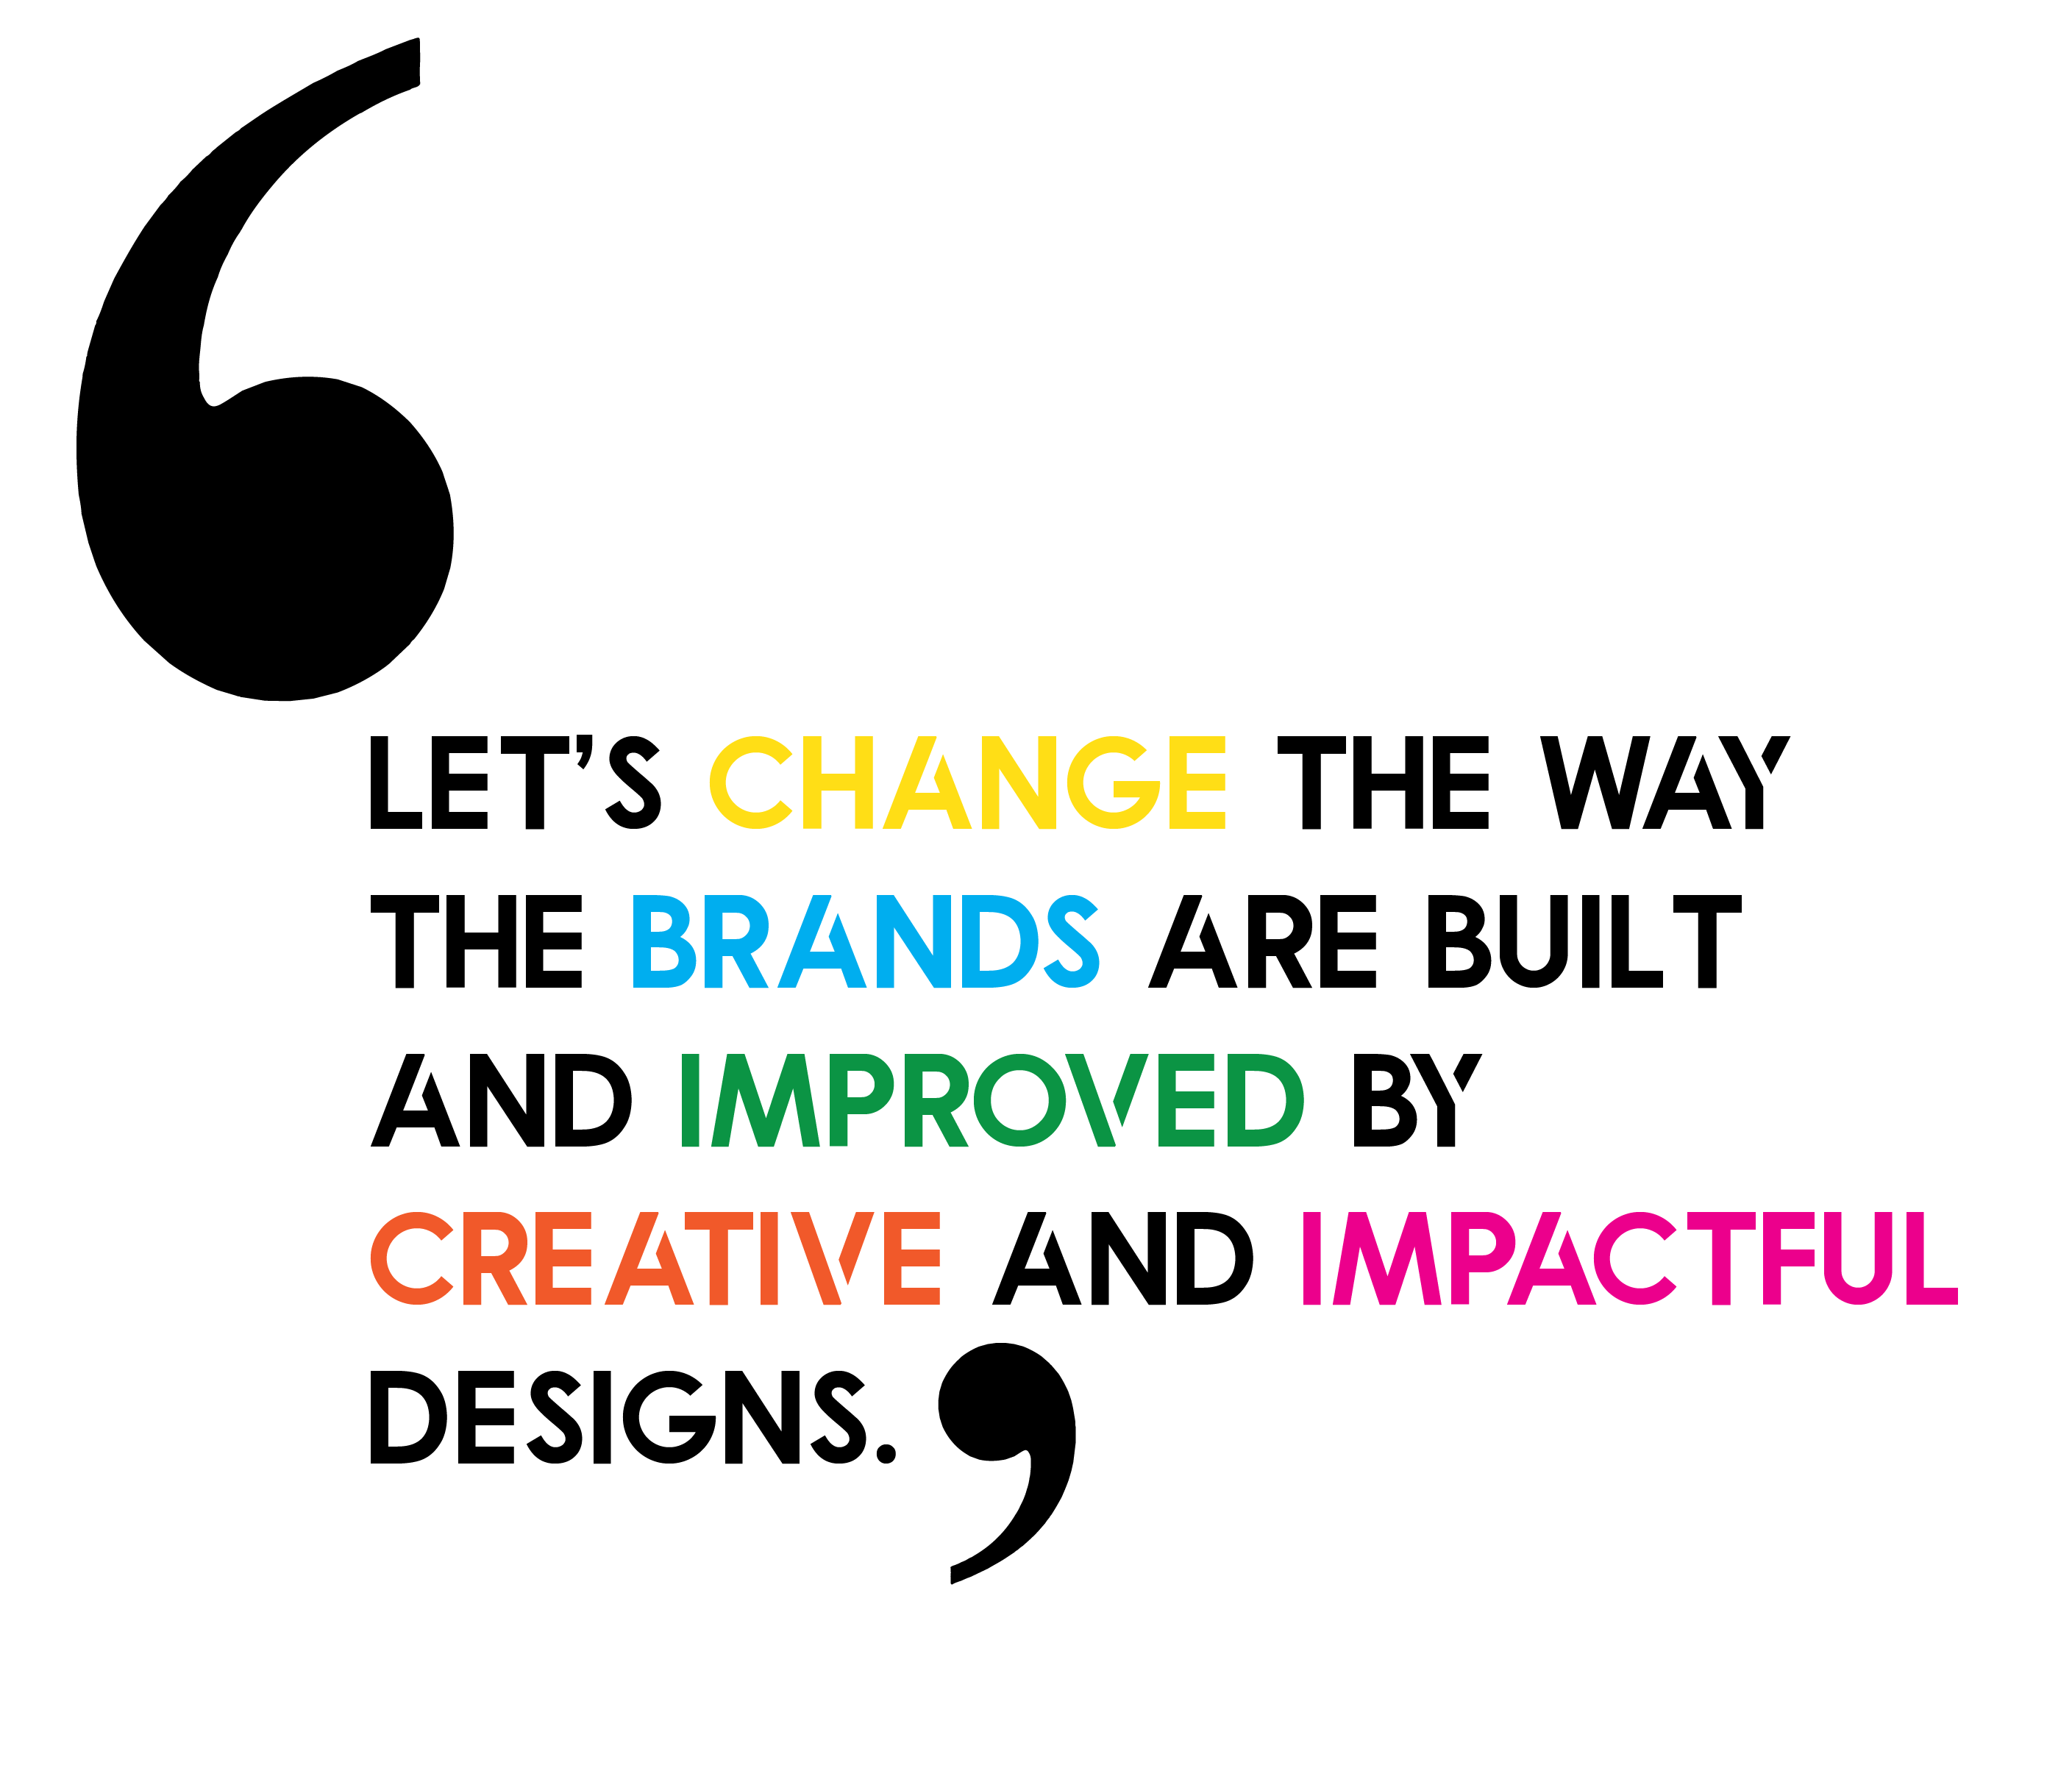 ‘
LET’S CHANGE THE WAY
THE BRANDS ARE BUILT
AND IMPROVED BY
CREATIVE AND IMPACTFUL
DESIGNS. ’